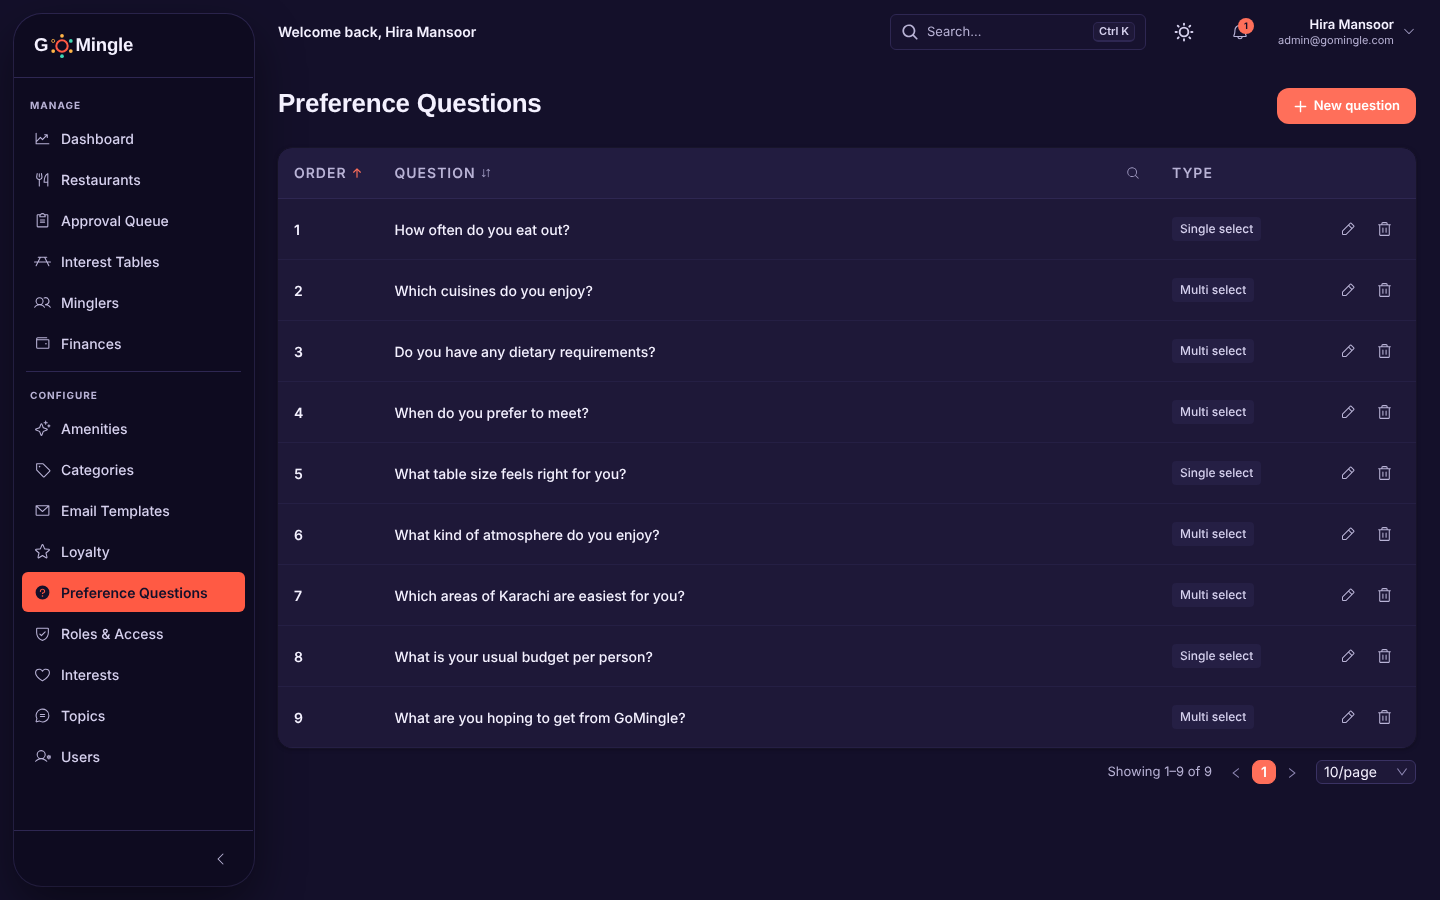 GoMingle
Welcome back, Hira Mansoor
Search...
Ctrl K
1
Hira Mansoor
admin@gomingle.com
MANAGE
Dashboard
Restaurants
Approval Queue
Interest Tables
Minglers
Finances
CONFIGURE
Amenities
Categories
Email Templates
Loyalty
Preference Questions
Roles & Access
Interests
Topics
Users
Preference Questions
New question
ORDER QUESTION TYPE
1 How often do you eat out? Single select
2 Which cuisines do you enjoy? Multi select
3 Do you have any dietary requirements? Multi select
4 When do you prefer to meet? Multi select
5 What table size feels right for you? Single select
6 What kind of atmosphere do you enjoy? Multi select
7 Which areas of Karachi are easiest for you? Multi select
8 What is your usual budget per person? Single select
9 What are you hoping to get from GoMingle? Multi select
Showing 1–9 of 9
1
10/page